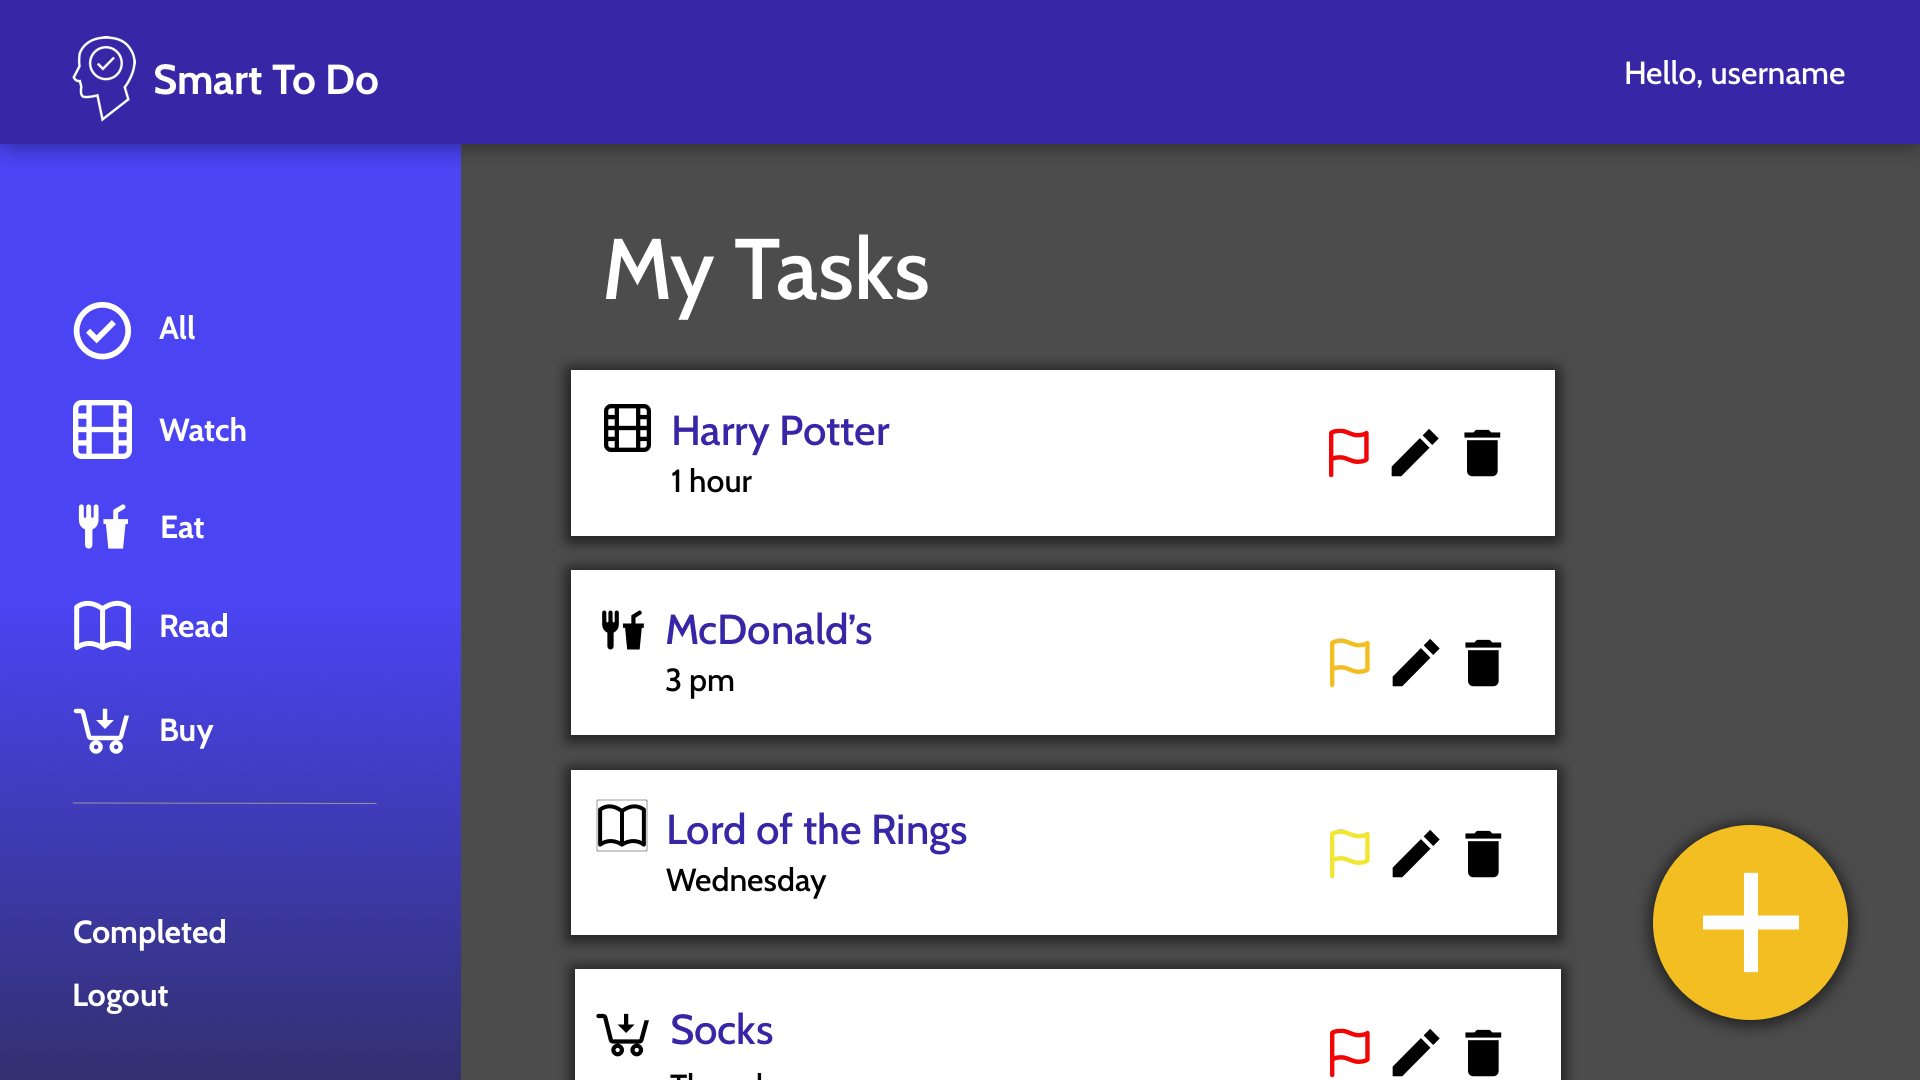 Smart To Do
Hello, username
All
Watch
Eat
Read
Buy
Completed
Logout
My Tasks
Harry Potter
1 hour
McDonald’s
3 pm
Lord of the Rings
Wednesday
Socks